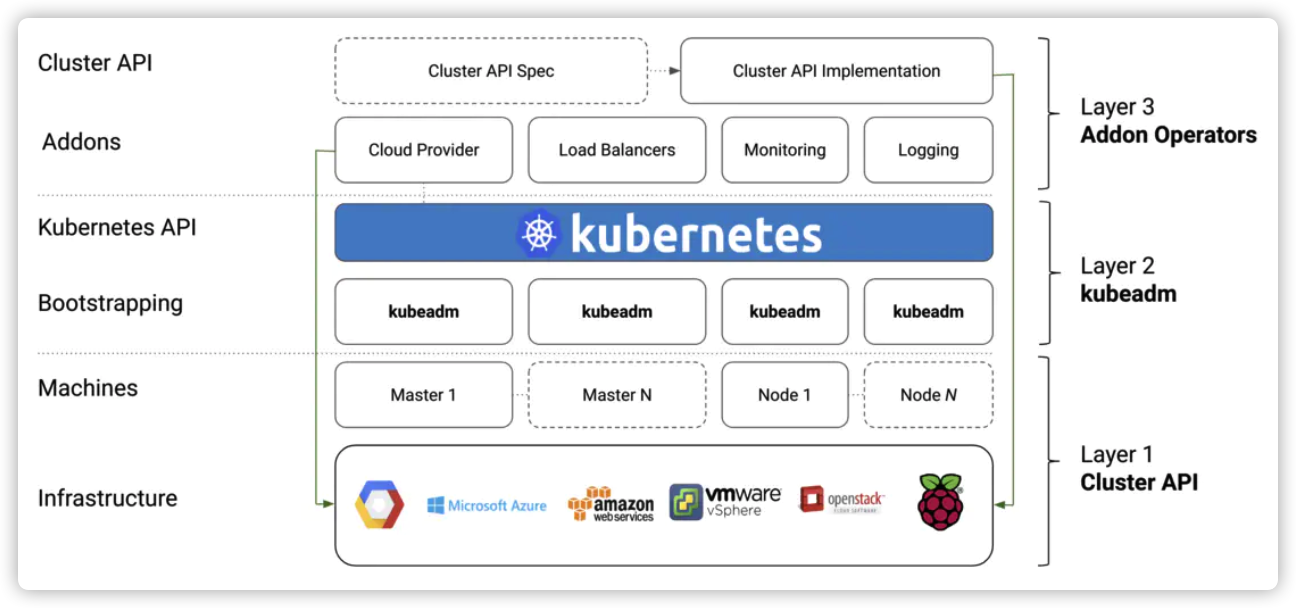 Cluster API
Cluster API Spec
Cluster API Implementation
Layer 3
Addon Operators
Addons
Cloud Provider
Load Balancers
Monitoring
Logging
Kubernetes API
kubernetes
Layer 2
kubeadm
Bootstrapping
kubeadm
kubeadm
kubeadm
kubeadm
Machines
Master 1
Master N
Node 1
Node N
Layer 1
Cluster API
Infrastructure
Microsoft Azure
amazon
web services
vmware
vSphere
openstack
CLOUD SOFTWARE